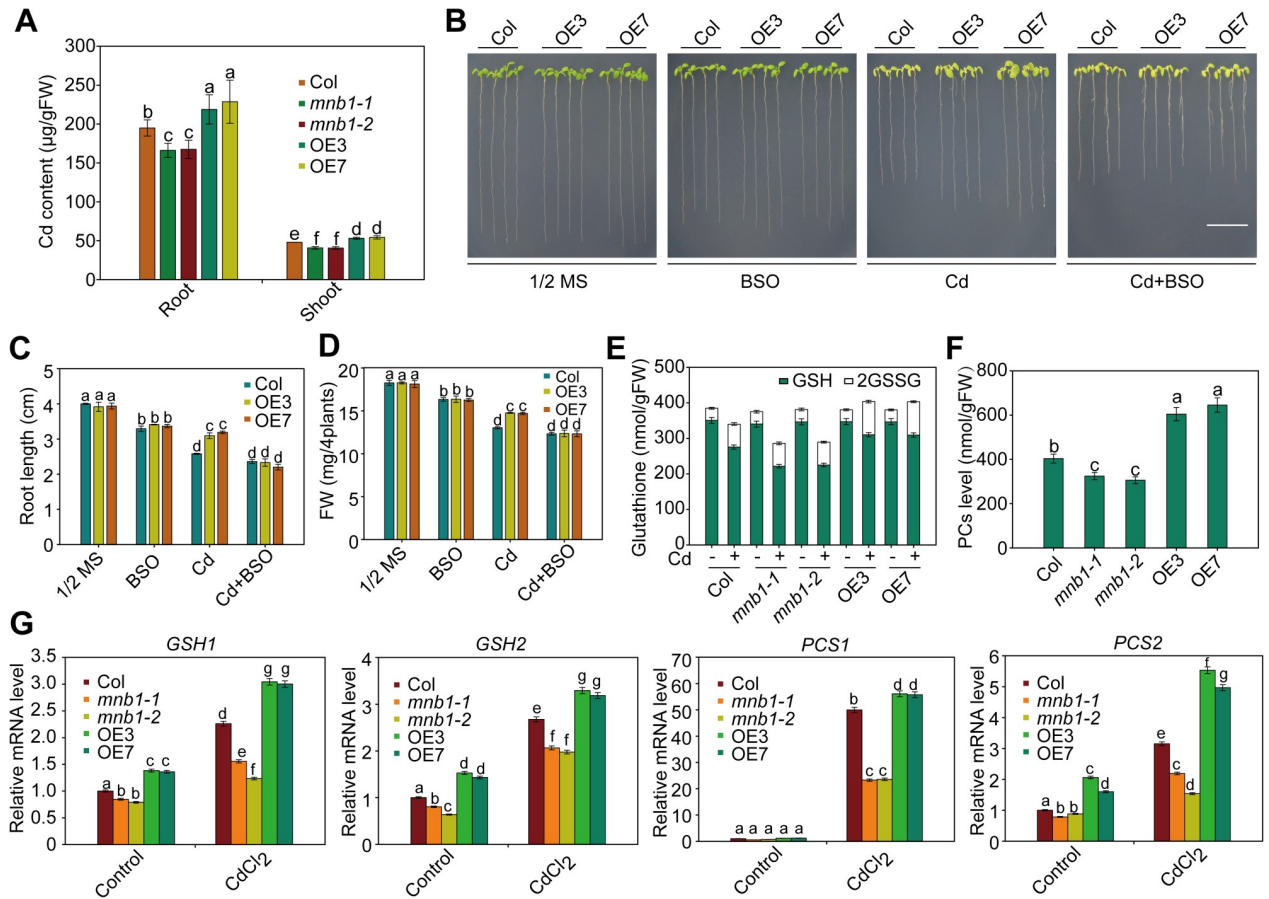 A
Cd content (µg/gFW)
300
250
200
150
100
50
0
b
c
c
a
a
e
f
f
d
d
Col
mnb1-1
mnb1-2
OE3
OE7
Root
Shoot
B
Col OE3 OE7 Col OE3 OE7 Col OE3 OE7 Col OE3 OE7
1/2 MS BSO Cd Cd+BSO
C
Root length (cm)
5
4
3
2
1
0
a a a
b b b
d c c
d d d
Col
OE3
OE7
1/2 MS
BSO
Cd
Cd+BSO
D
FW (mg/4plants)
20
15
10
5
0
a a a
b b b
d c c
d d d
Col
OE3
OE7
1/2 MS
BSO
Cd
Cd+BSO
E
Glutathione (nmol/gFW)
500
400
300
200
100
0
GSH 2GSSG
Cd - + - + - + - + - +
Col
mnb1-1
mnb1-2
OE3
OE7
F
PCs level (nmol/gFW)
800
600
400
200
0
b
c
c
a
a
Col
mnb1-1
mnb1-2
OE3
OE7
G
GSH1
Relative mRNA level
3.5
3.0
2.5
2.0
1.5
1.0
0.5
0.0
Col
mnb1-1
mnb1-2
OE3
OE7
a b b c c
d e f g g
Control
CdCl2
GSH2
Relative mRNA level
4
3
2
1
0
Col
mnb1-1
mnb1-2
OE3
OE7
a b c d d
e f f g g
Control
CdCl2
PCS1
Relative mRNA level
70
60
50
40
30
20
10
0
Col
mnb1-1
mnb1-2
OE3
OE7
a a a a a
b c c d d
Control
CdCl2
PCS2
Relative mRNA level
6
5
4
3
2
1
0
Col
mnb1-1
mnb1-2
OE3
OE7
a b b c d
e c d f g
Control
CdCl2